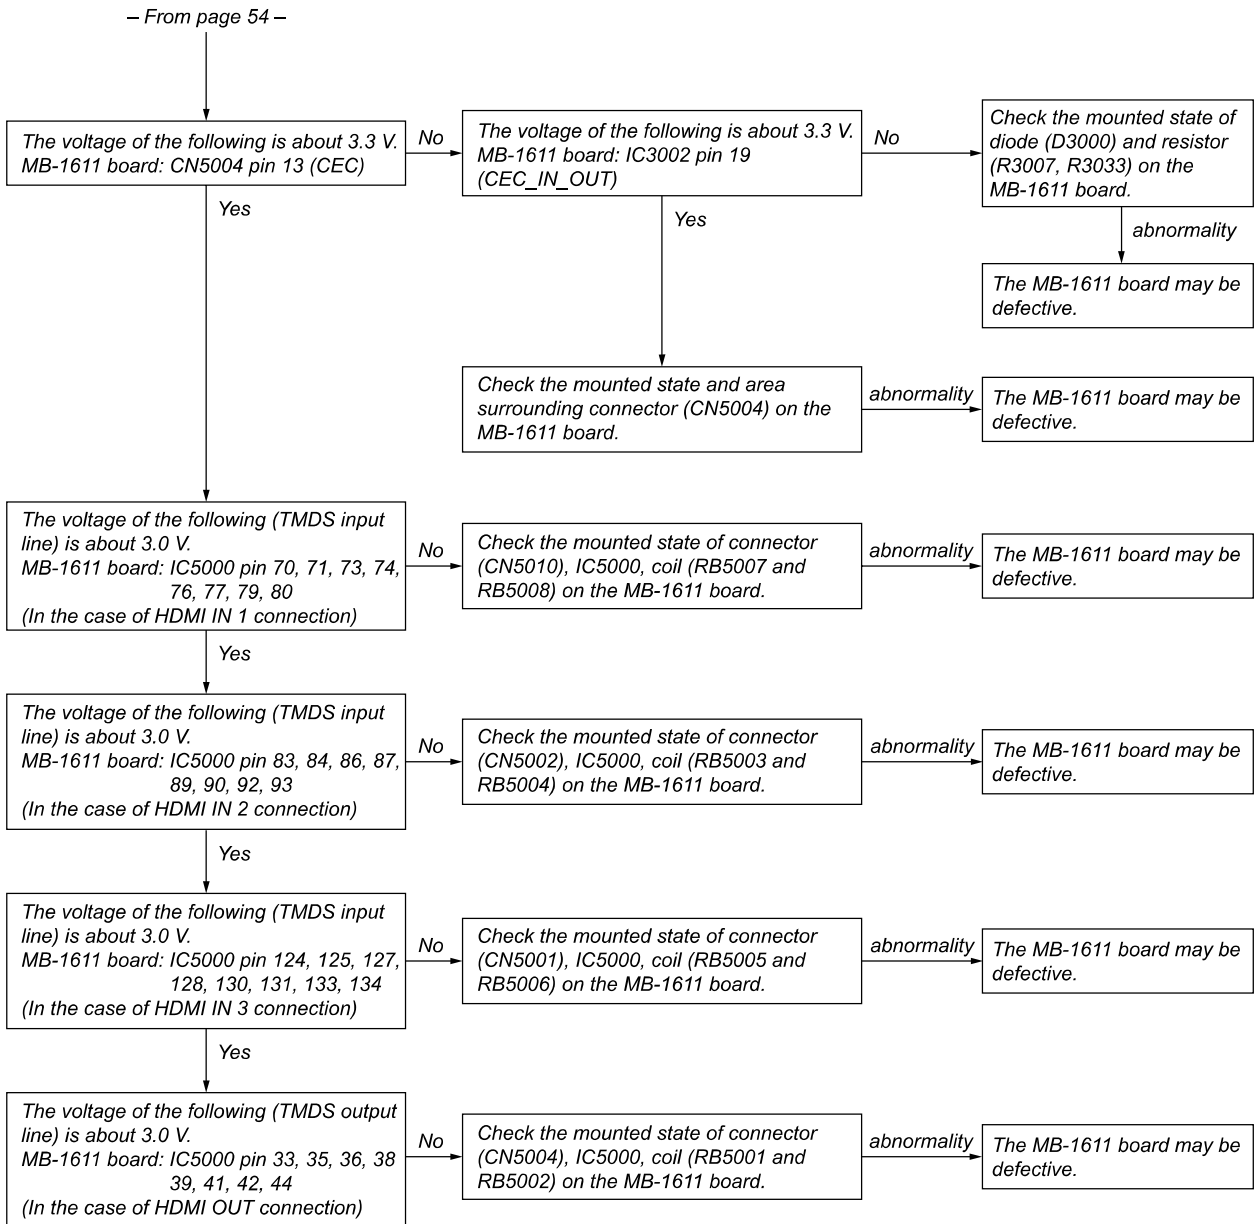 – From page 54 –
The voltage of the following is about 3.3 V.
MB-1611 board: CN5004 pin 13 (CEC)
No
The voltage of the following is about 3.3 V.
MB-1611 board: IC3002 pin 19
(CEC_IN_OUT)
No
Check the mounted state of
diode (D3000) and resistor
(R3007, R3033) on the
MB-1611 board.
Yes
Yes
abnormality
The MB-1611 board may be
defective.
Check the mounted state and area
surrounding connector (CN5004) on the
MB-1611 board.
abnormality
The MB-1611 board may be
defective.
The voltage of the following (TMDS input
line) is about 3.0 V.
MB-1611 board: IC5000 pin 70, 71, 73, 74,
76, 77, 79, 80
(In the case of HDMI IN 1 connection)
No
Check the mounted state of connector
(CN5010), IC5000, coil (RB5007 and
RB5008) on the MB-1611 board.
abnormality
The MB-1611 board may be
defective.
Yes
The voltage of the following (TMDS input
line) is about 3.0 V.
MB-1611 board: IC5000 pin 83, 84, 86, 87,
89, 90, 92, 93
(In the case of HDMI IN 2 connection)
No
Check the mounted state of connector
(CN5002), IC5000, coil (RB5003 and
RB5004) on the MB-1611 board.
abnormality
The MB-1611 board may be
defective.
Yes
The voltage of the following (TMDS input
line) is about 3.0 V.
MB-1611 board: IC5000 pin 124, 125, 127,
128, 130, 131, 133, 134
(In the case of HDMI IN 3 connection)
No
Check the mounted state of connector
(CN5001), IC5000, coil (RB5005 and
RB5006) on the MB-1611 board.
abnormality
The MB-1611 board may be
defective.
Yes
The voltage of the following (TMDS output
line) is about 3.0 V.
MB-1611 board: IC5000 pin 33, 35, 36, 38
39, 41, 42, 44
(In the case of HDMI OUT connection)
No
Check the mounted state of connector
(CN5004), IC5000, coil (RB5001 and
RB5002) on the MB-1611 board.
abnormality
The MB-1611 board may be
defective.